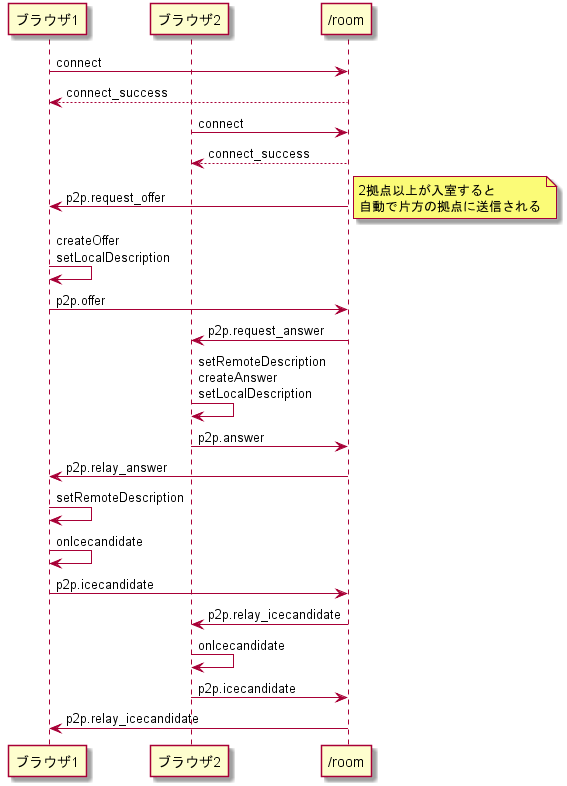 ブラウザ1
ブラウザ2
/room
connect
connect_success
connect
connect_success
2拠点以上が入室すると
自動で片方の拠点に送信される
p2p.request_offer
createOffer
setLocalDescription
p2p.offer
p2p.request_answer
setRemoteDescription
createAnswer
setLocalDescription
p2p.answer
p2p.relay_answer
setRemoteDescription
onIcecandidate
p2p.icecandidate
p2p.relay_icecandidate
onIcecandidate
p2p.icecandidate
p2p.relay_icecandidate
ブラウザ1
ブラウザ2
/room